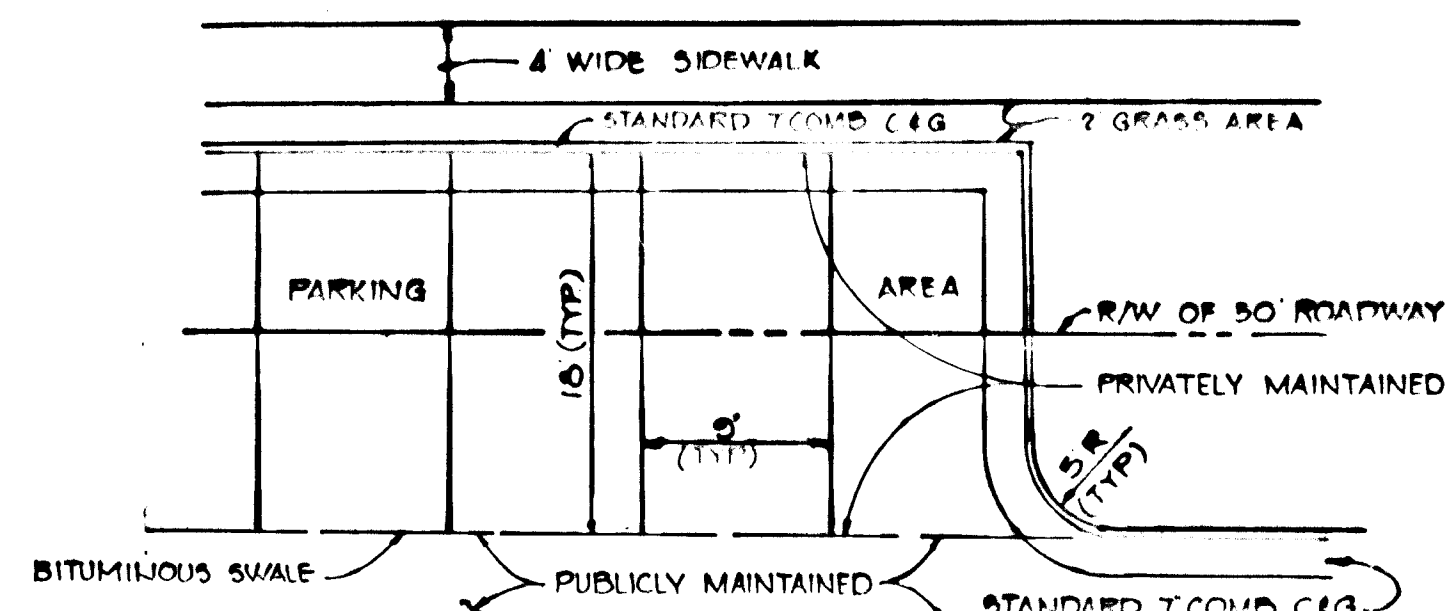 4' WIDE SIDEWALK
STANDARD 7" COMB C&G
2' GRASS AREA
PARKING
AREA
18' (TYP)
R/W OF 50' ROADWAY
PRIVATELY MAINTAINED
9'
(TYP)
5' R
(TYP)
BITUMINOUS SWALE
PUBLICLY MAINTAINED
STANDARD 7" COMB C&G